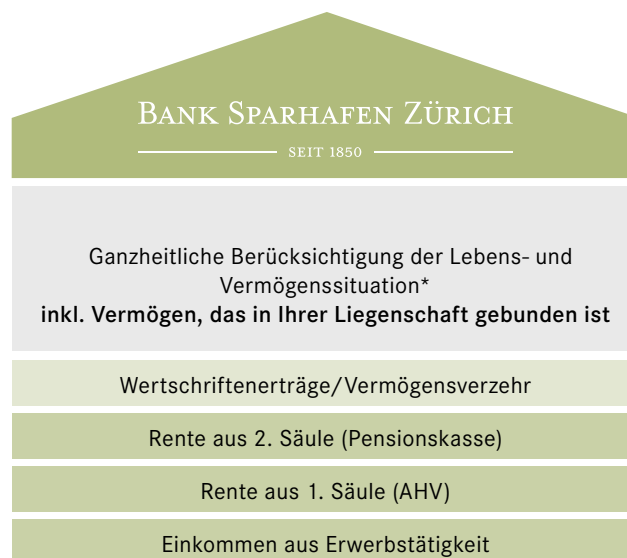 BANK SPARHAFEN ZÜRICH
SEIT 1850
Ganzheitliche Berücksichtigung der Lebens- und
Vermögenssituation*
inkl. Vermögen, das in Ihrer Liegenschaft gebunden ist
Wertschriftenerträge/Vermögensverzehr
Rente aus 2. Säule (Pensionskasse)
Rente aus 1. Säule (AHV)
Einkommen aus Erwerbstätigkeit